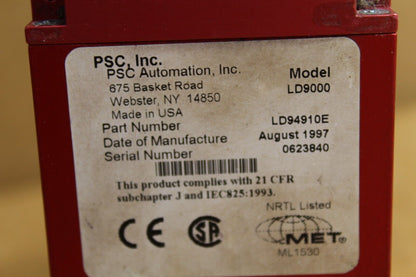 PSC, Inc.
PSC Automation, Inc.
675 Basket Road
Webster, NY 14850
Made in USA
Model
LD9000
Part Number LD94910E
Date of Manufacture August 1997
Serial Number 0623840
This product complies with 21 CFR
subchapter J and IEC825:1993.
NRTL Listed
CE SA MET®
ML1530